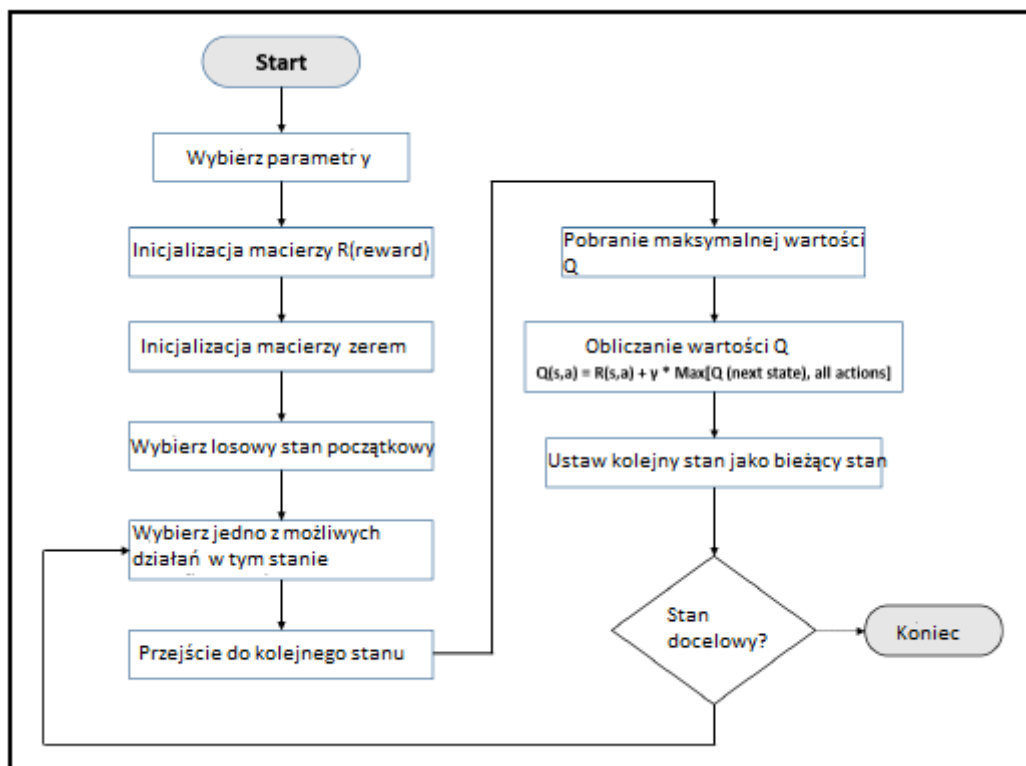 Start
Wybierz parametr y
Inicjalizacja macierzy R(reward)
Inicjalizacja macierzy zerem
Wybierz losowy stan początkowy
Wybierz jedno z możliwych
działań w tym stanie
Przejście do kolejnego stanu
Pobranie maksymalnej wartości
Q
Obliczanie wartości Q
Q(s,a) = R(s,a) + y * Max[Q (next state), all actions]
Ustaw kolejny stan jako bieżący stan
Stan
docelowy?
Koniec